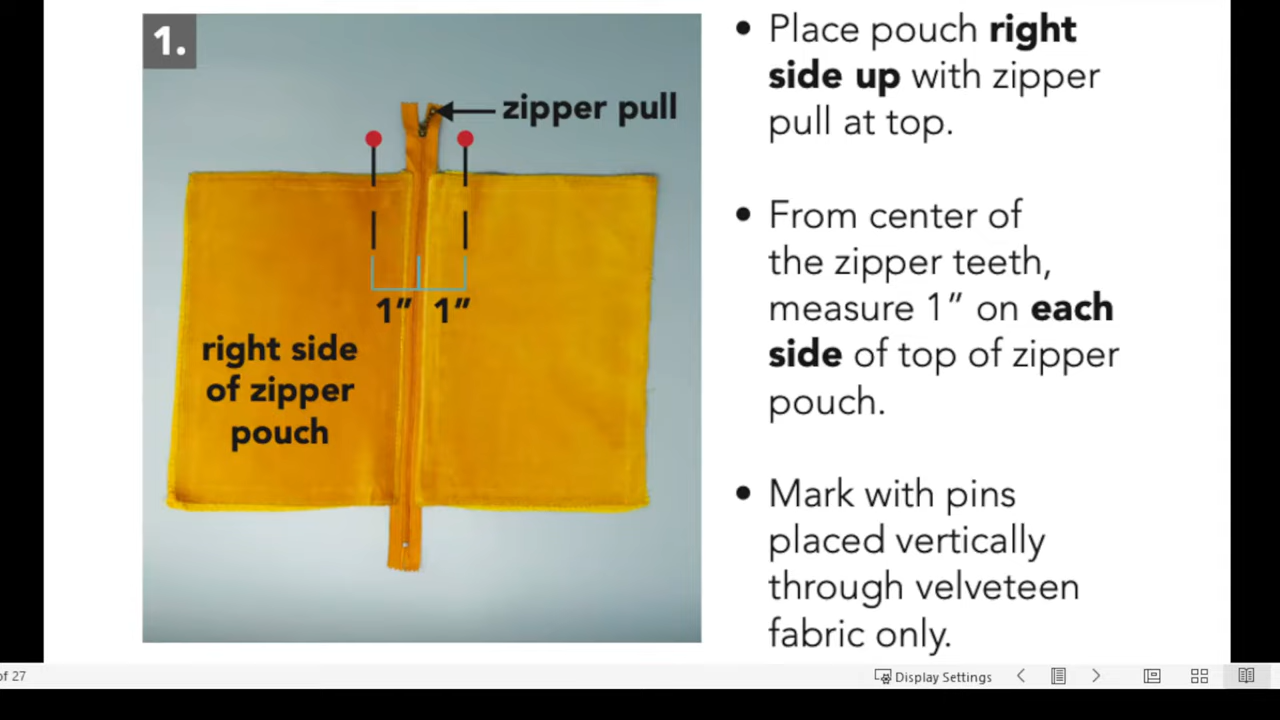 1.
zipper pull
1” 1”
right side
of zipper
pouch
• Place pouch right
side up with zipper
pull at top.
• From center of
the zipper teeth,
measure 1” on each
side of top of zipper
pouch.
• Mark with pins
placed vertically
through velveteen
fabric only.
of 27
Display Settings